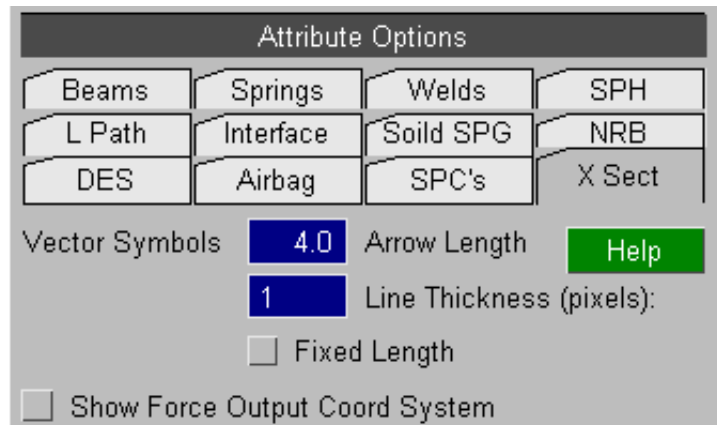 Attribute Options
Beams Springs Welds SPH
L Path Interface Soild SPG NRB
DES Airbag SPC's X Sect
Vector Symbols 4.0 Arrow Length Help
1 Line Thickness (pixels):
Fixed Length
Show Force Output Coord System